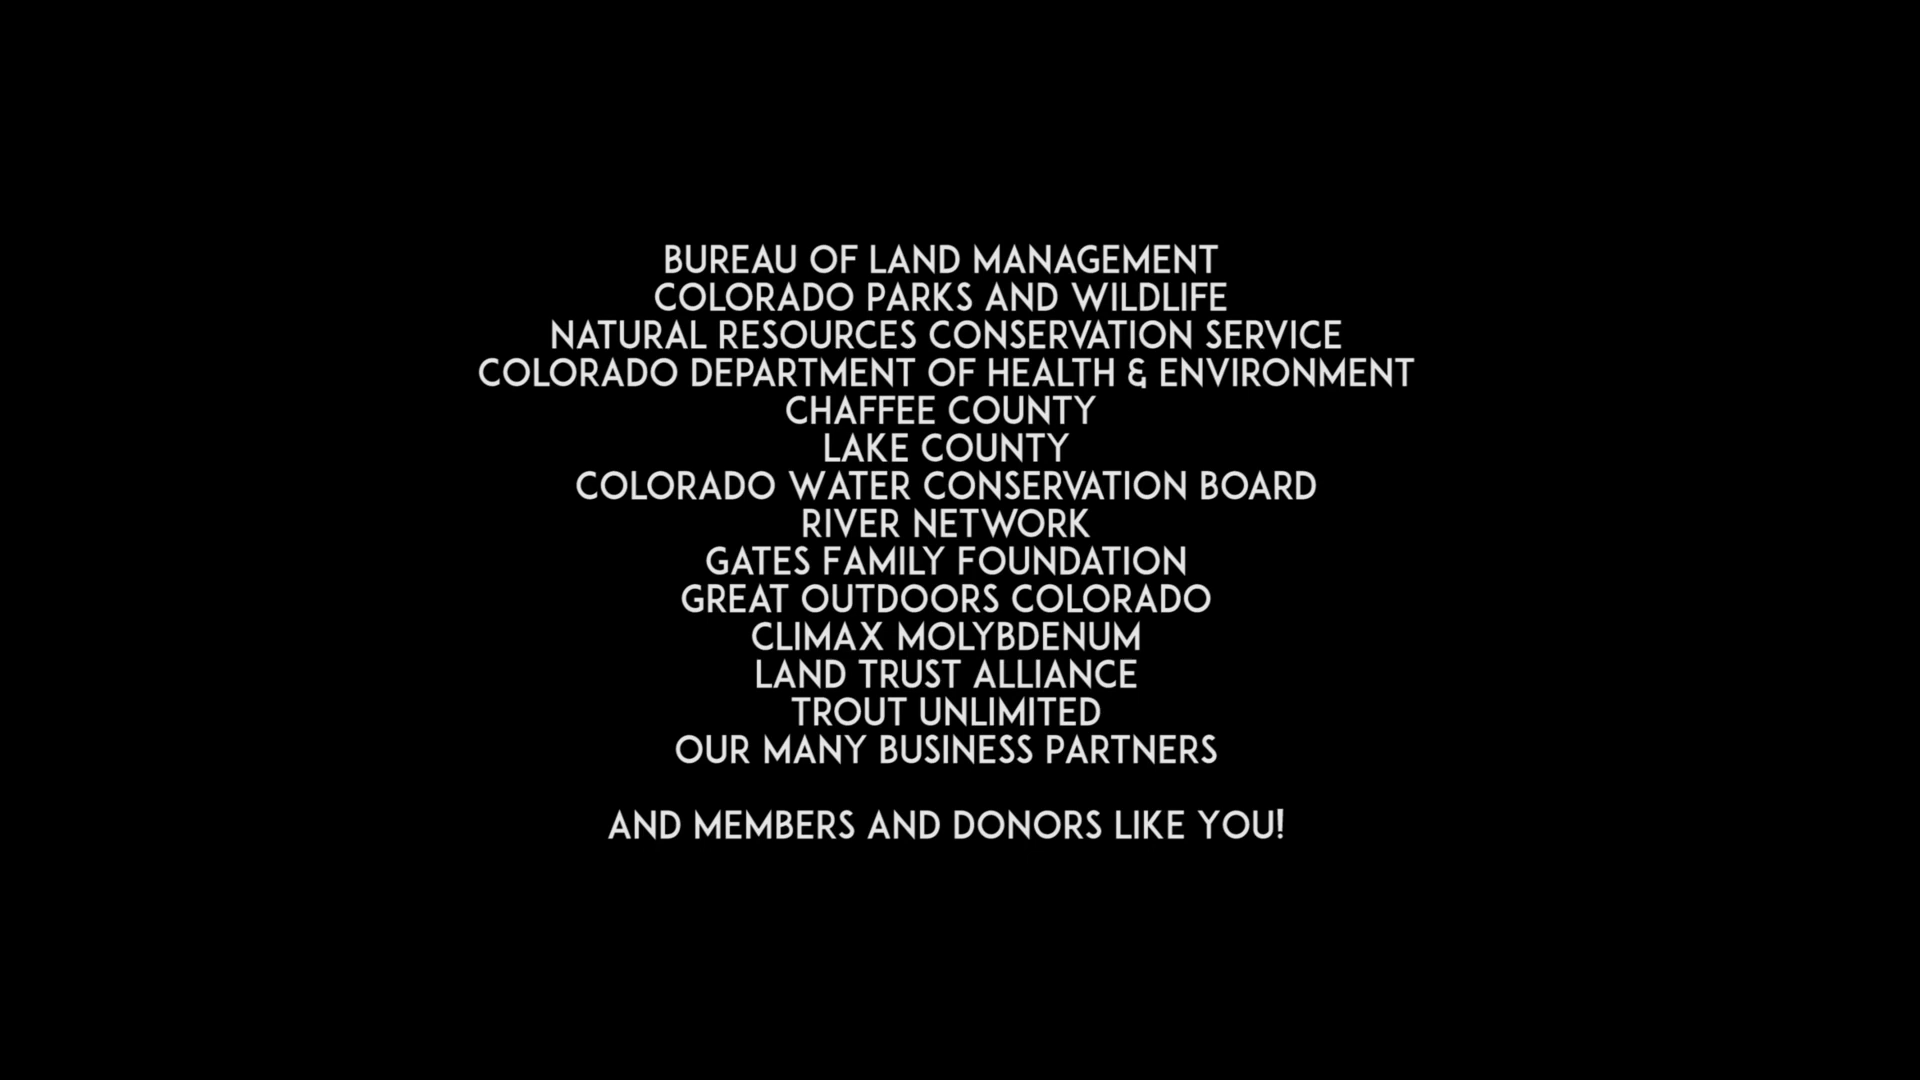 BUREAU OF LAND MANAGEMENT
COLORADO PARKS AND WILDLIFE
NATURAL RESOURCES CONSERVATION SERVICE
COLORADO DEPARTMENT OF HEALTH & ENVIRONMENT
CHAFFEE COUNTY
LAKE COUNTY
COLORADO WATER CONSERVATION BOARD
RIVER NETWORK
GATES FAMILY FOUNDATION
GREAT OUTDOORS COLORADO
CLIMAX MOLYBDENUM
LAND TRUST ALLIANCE
TROUT UNLIMITED
OUR MANY BUSINESS PARTNERS
AND MEMBERS AND DONORS LIKE YOU!